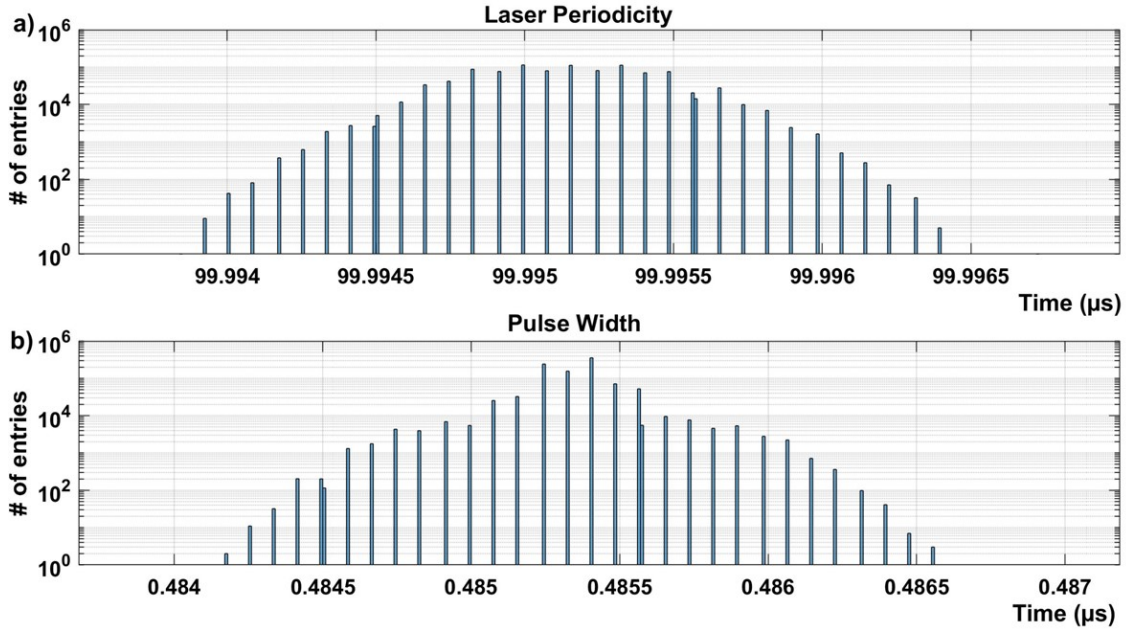 a) Laser Periodicity
10^6
10^4
10^2
10^0
# of entries
99.994 99.9945 99.995 99.9955 99.996 99.9965
Time (µs)
b) Pulse Width
10^6
10^4
10^2
10^0
# of entries
0.484 0.4845 0.485 0.4855 0.486 0.4865 0.487
Time (µs)